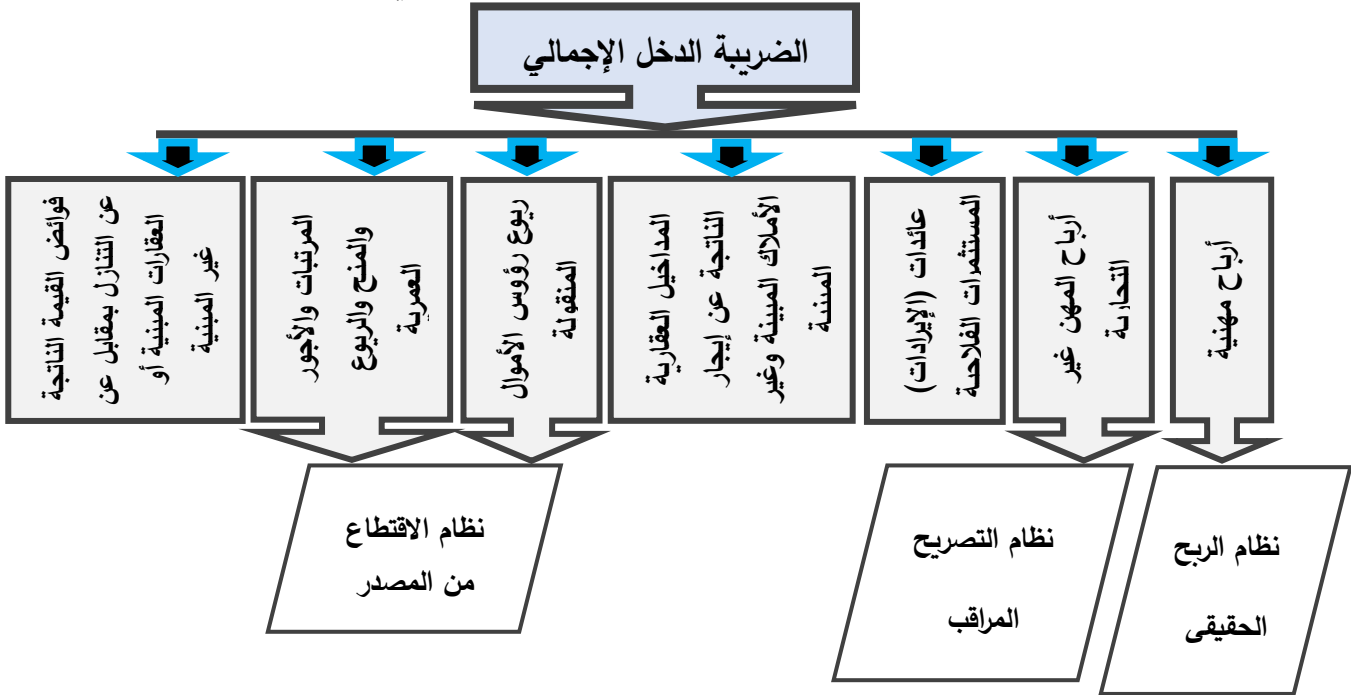 الضريبة الدخل الإجمالي
أرباح مهنية
أرباح المهن غير
التجارية
عائدات (الإيرادات)
المستثمرات الفلاحية
المداخيل العقارية
الناتجة عن إيجار
الأملاك المبينة وغير
المبنية
ريوع رؤوس الأموال
المنقولة
المرتبات والأجور
والمنح والريوع
العمرية
فوائض القيمة الناتجة
عن التنازل بمقابل عن
العقارات المبنية أو
غير المبنية
نظام الربح
الحقيقي
نظام التصريح
المراقب
نظام الاقتطاع
من المصدر